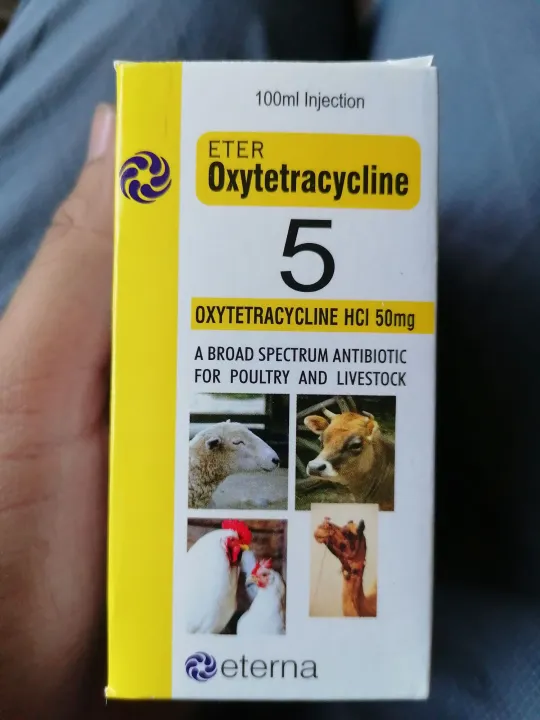 100ml Injection
ETER
Oxytetracycline
5
OXYTETRACYCLINE HCl 50mg
A BROAD SPECTRUM ANTIBIOTIC
FOR POULTRY AND LIVESTOCK
eterna